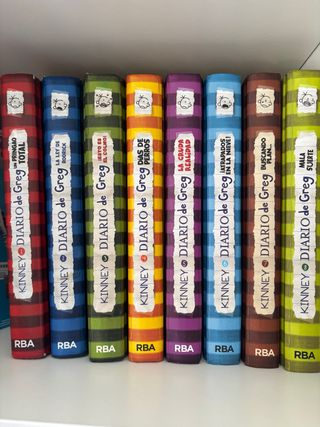 UN PRINGAO
TOTAL
KINNEY DIARIO de Greg
RBA
LA LEY DE
RODRICK
KINNEY DIARIO de Greg
RBA
¡ESTO ES
EL COLMO!
KINNEY DIARIO de Greg
RBA
DÍAS DE
PERROS
KINNEY DIARIO de Greg
RBA
LA CRUDA
REALIDAD
KINNEY DIARIO de Greg
RBA
¡ATRAPADOS
EN LA NIEVE!
KINNEY DIARIO de Greg
RBA
BUSCANDO
PLAN...
KINNEY DIARIO de Greg
RBA
MALA
SUERTE
KINNEY DIARIO de Greg
RBA